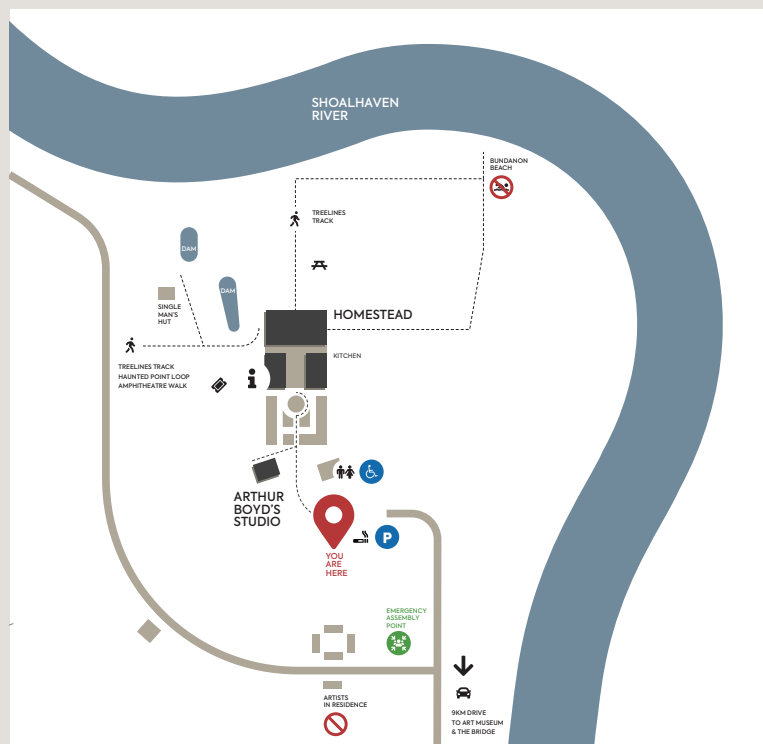 SHOALHAVEN
RIVER
BUNDANON
BEACH
TREELINES
TRACK
DAM
DAM
SINGLE
MAN'S
HUT
HOMESTEAD
KITCHEN
TREELINES TRACK
HAUNTED POINT LOOP
AMPHITHEATRE WALK
ARTHUR
BOYD'S
STUDIO
P
YOU
ARE
HERE
EMERGENCY
ASSEMBLY
POINT
ARTISTS
IN RESIDENCE
9KM DRIVE
TO ART MUSEUM
& THE BRIDGE